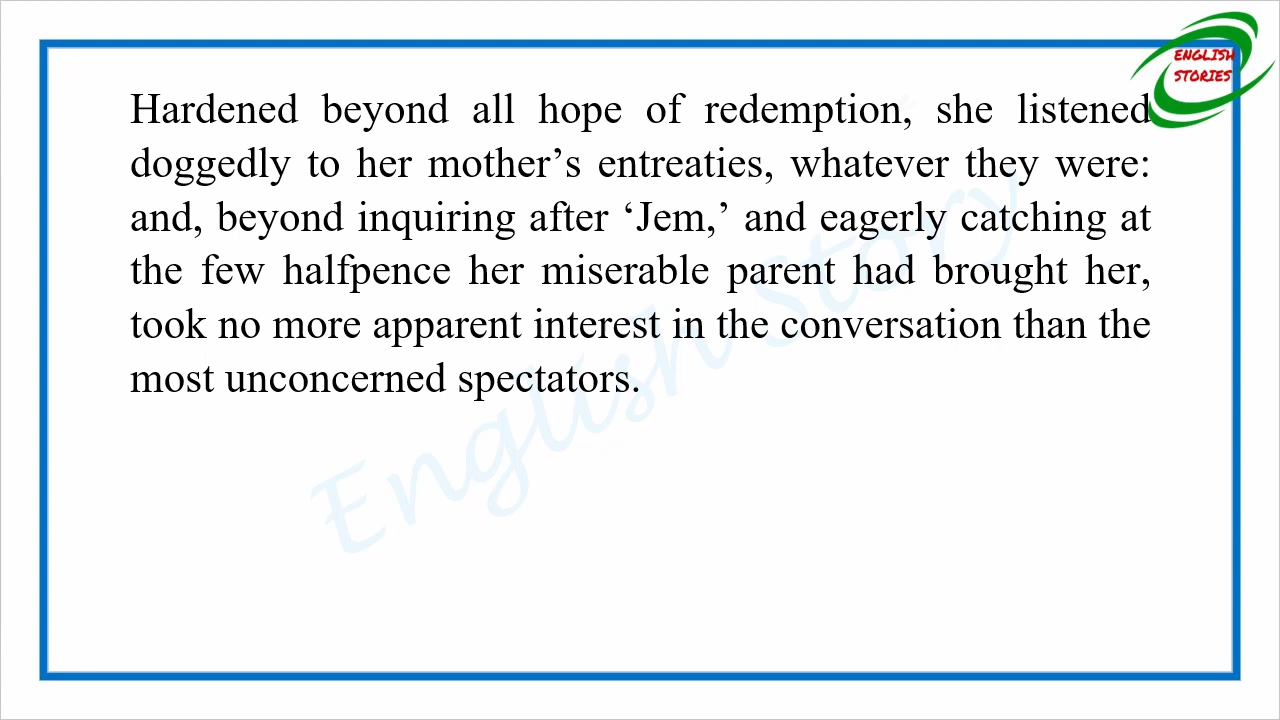 ENGLISH
STORIES
Hardened beyond all hope of redemption, she listened
doggedly to her mother’s entreaties, whatever they were:
and, beyond inquiring after ‘Jem,’ and eagerly catching at
the few halfpence her miserable parent had brought her,
took no more apparent interest in the conversation than the
most unconcerned spectators.
English Story